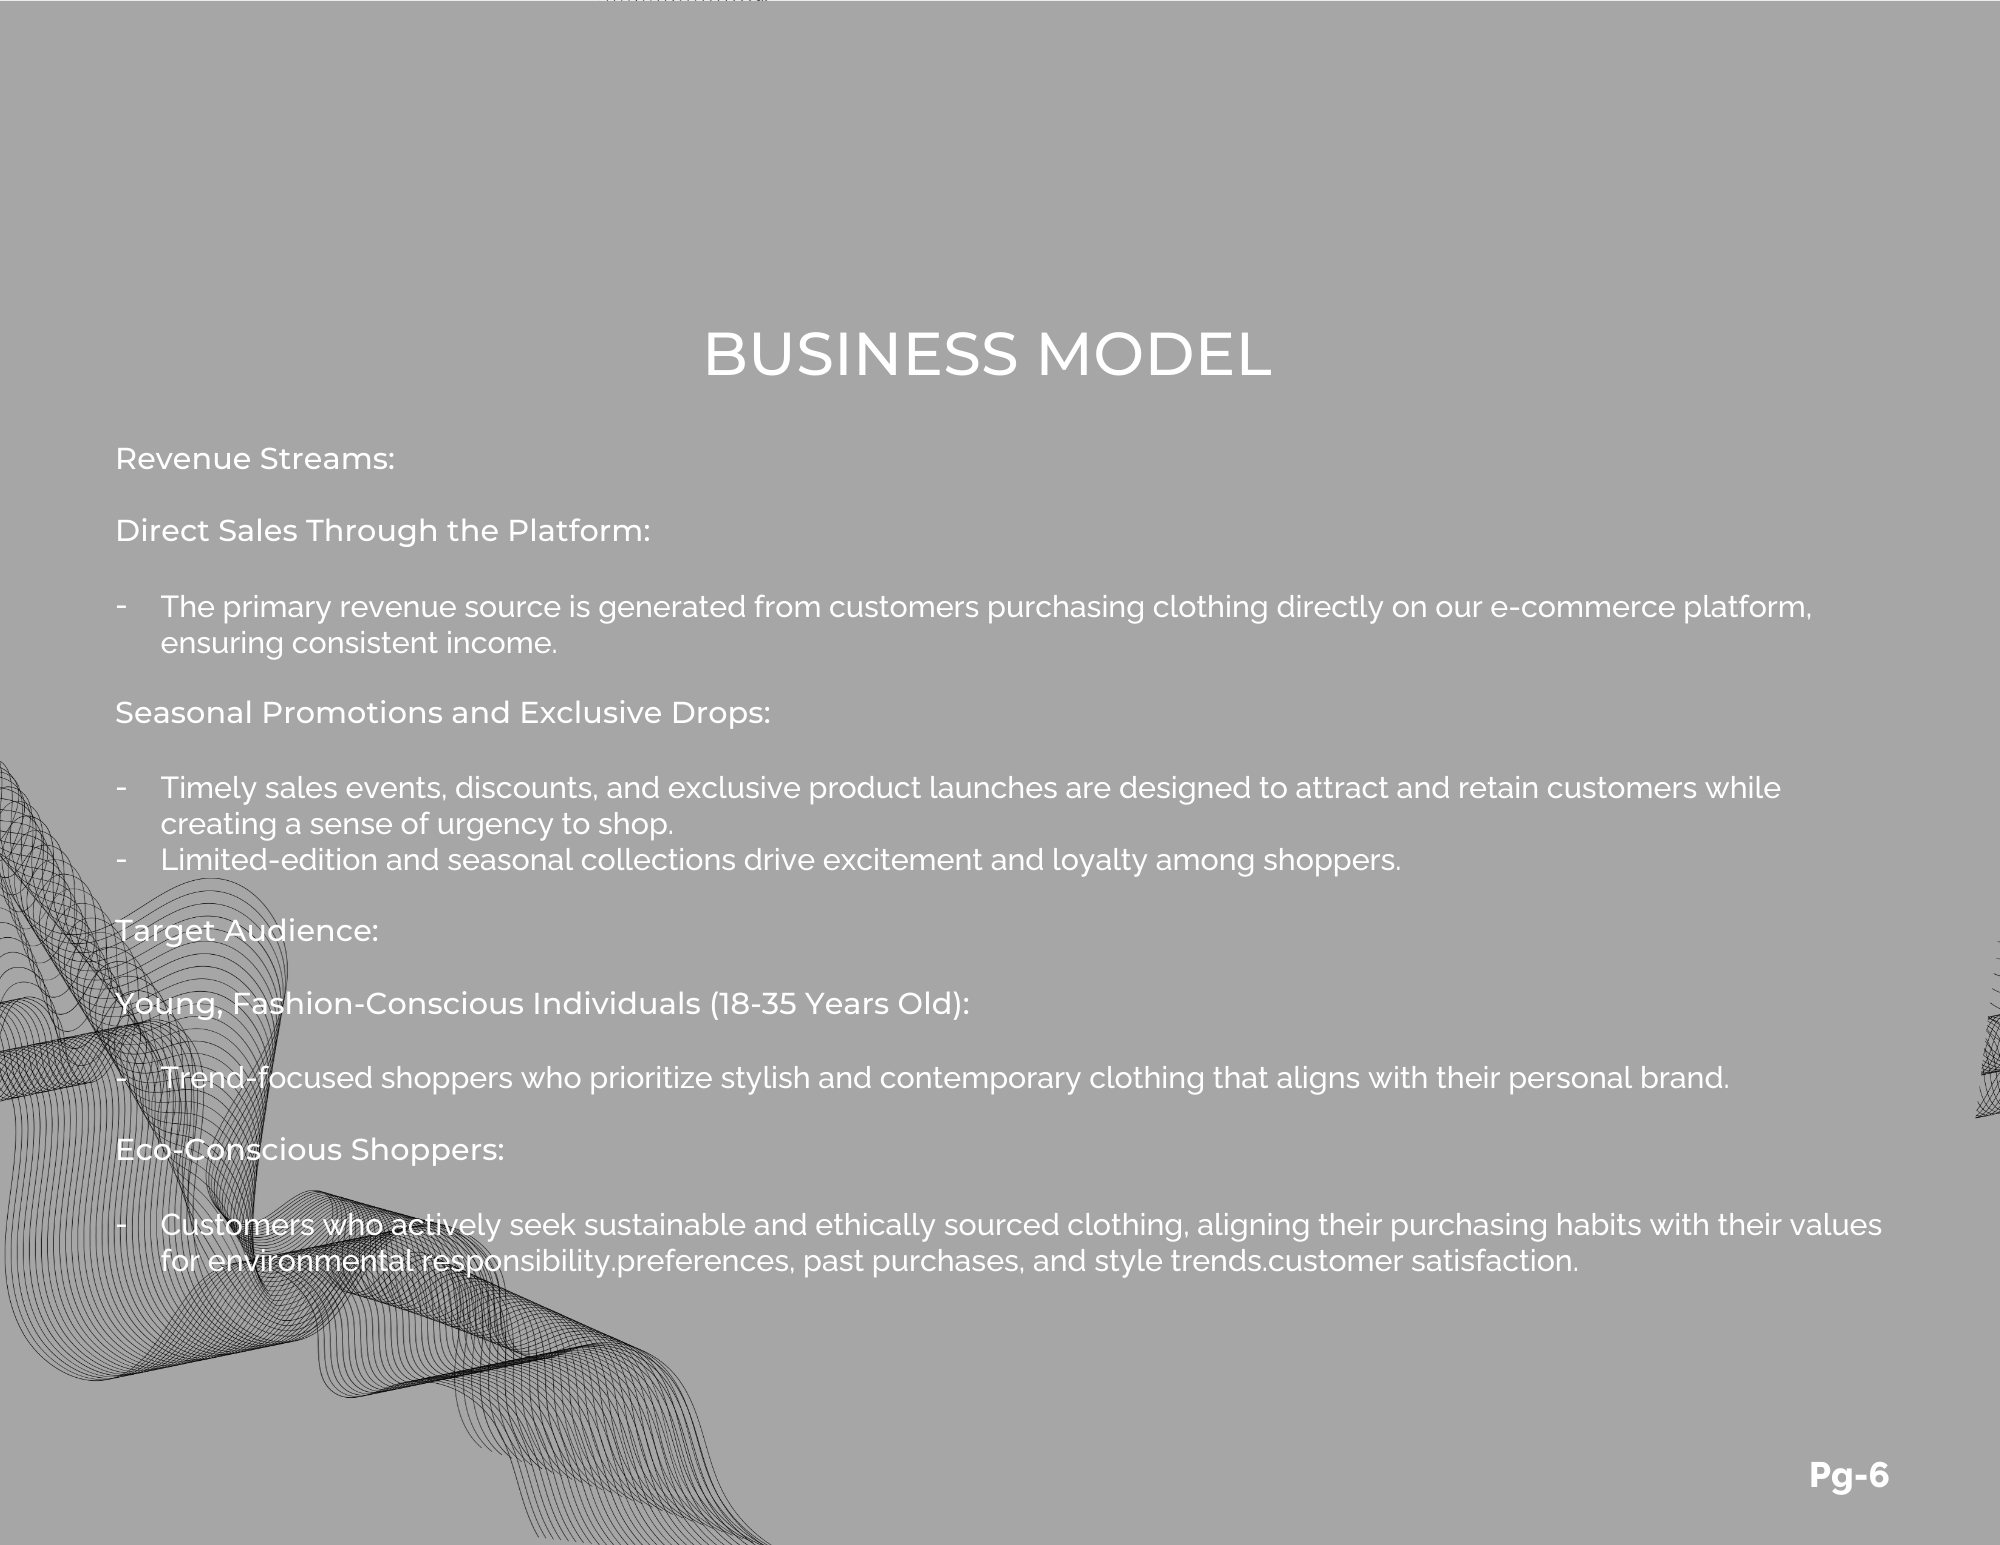 BUSINESS MODEL
Revenue Streams:
Direct Sales Through the Platform:
- The primary revenue source is generated from customers purchasing clothing directly on our e-commerce platform,
ensuring consistent income.
Seasonal Promotions and Exclusive Drops:
- Timely sales events, discounts, and exclusive product launches are designed to attract and retain customers while
creating a sense of urgency to shop.
- Limited-edition and seasonal collections drive excitement and loyalty among shoppers.
Target Audience:
Young, Fashion-Conscious Individuals (18-35 Years Old):
- Trend-focused shoppers who prioritize stylish and contemporary clothing that aligns with their personal brand.
Eco-Conscious Shoppers:
- Customers who actively seek sustainable and ethically sourced clothing, aligning their purchasing habits with their values
for environmental responsibility.preferences, past purchases, and style trends.customer satisfaction.
Pg-6